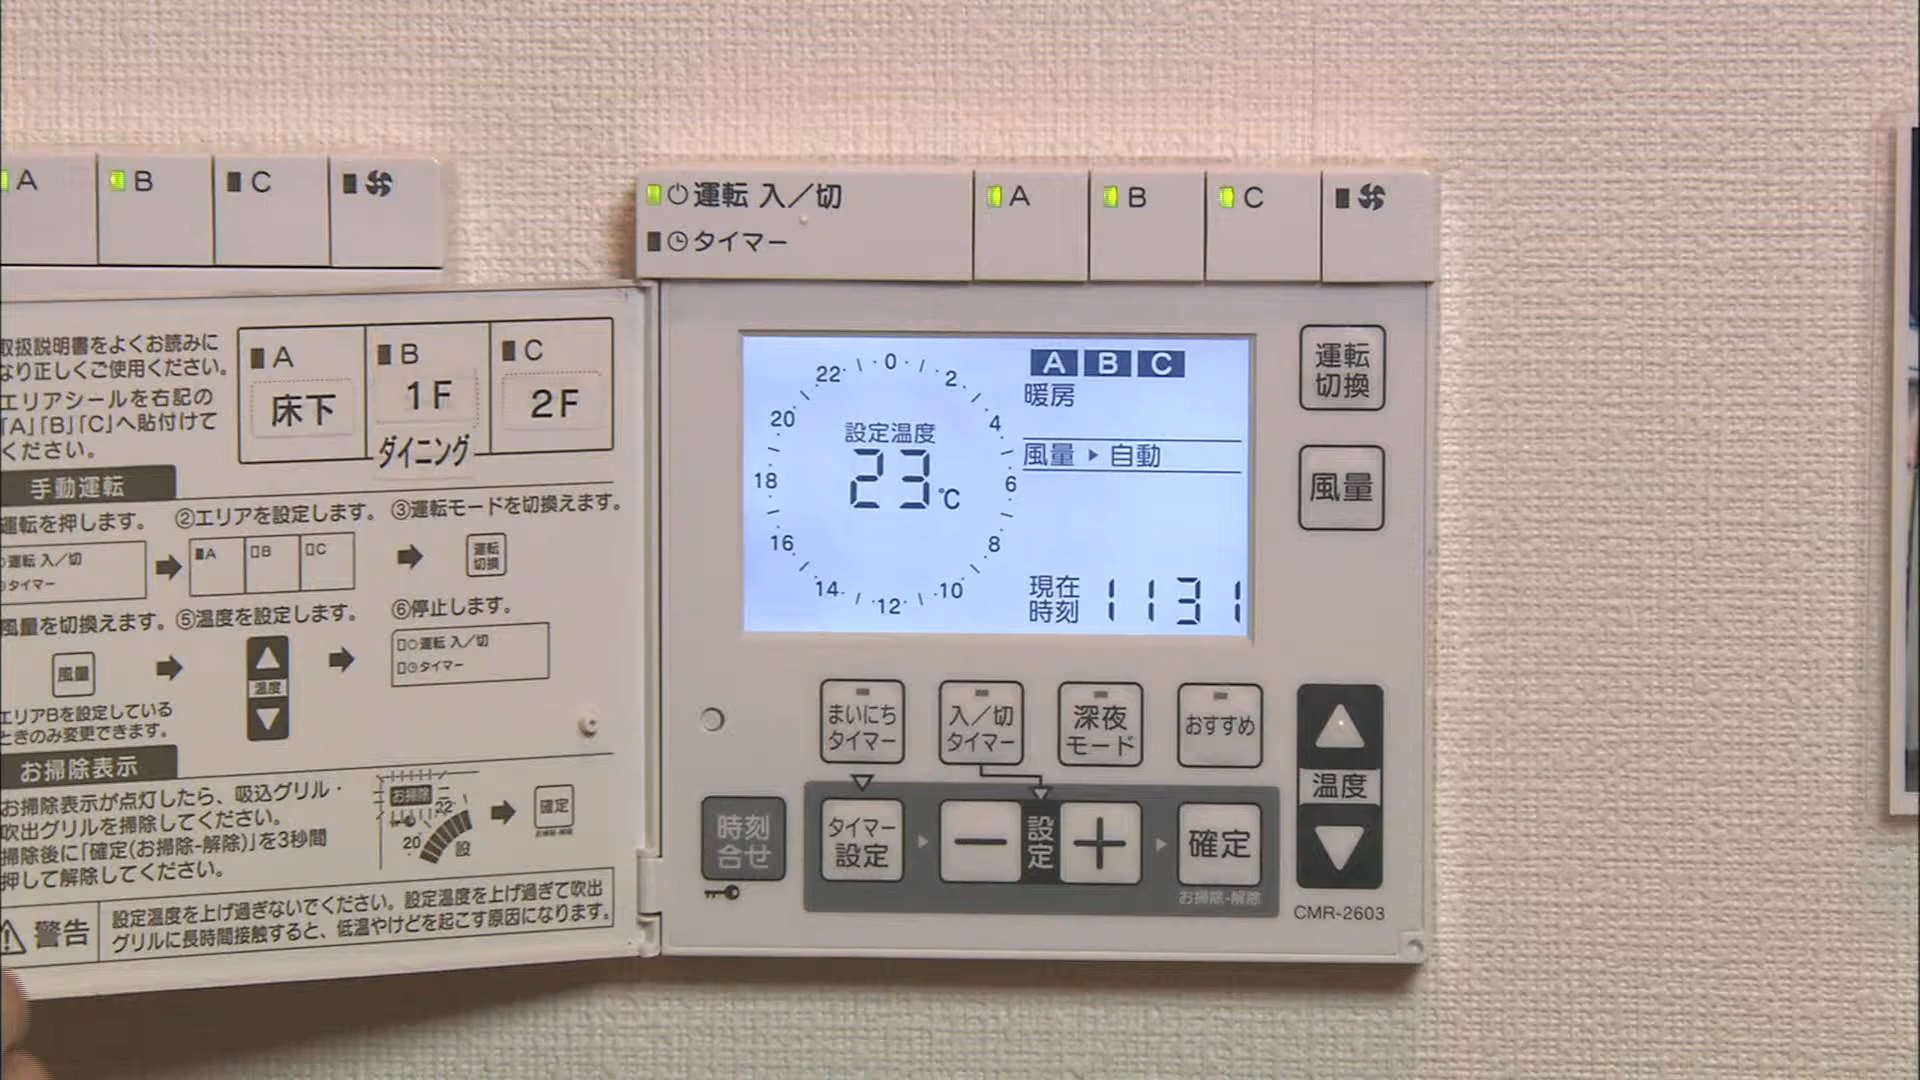 A
B
C
運転 入／切
タイマー
A
B
C
取扱説明書をよくお読みに
なり正しくご使用ください。
エリアシールを右記の
「A」「B」「C」へ貼付けて
ください。
A
床下
B
1F
ダイニング
C
2F
手動運転
運転を押します。
②エリアを設定します。
③運転モードを切換えます。
運転 入／切
タイマー
A
B
C
運転
切換
風量を切換えます。
⑤温度を設定します。
⑥停止します。
風量
温度
運転 入／切
タイマー
エリアBを設定している
ときのみ変更できます。
お掃除表示
お掃除表示が点灯したら、吸込グリル・
吹出グリルを掃除してください。
掃除後に「確定(お掃除-解除)」を3秒間
押して解除してください。
お掃除
22
20
設
確定
お掃除-解除
警告
設定温度を上げ過ぎないでください。設定温度を上げ過ぎて吹出
グリルに長時間接触すると、低温やけどを起こす原因になります。
0
2
4
6
8
10
12
14
16
18
20
22
設定温度
23℃
A B C
暖房
風量 ▸ 自動
現在
時刻
1131
運転
切換
風量
まいにち
タイマー
入／切
タイマー
深夜
モード
おすすめ
温度
時刻
合せ
タイマー
設定
−
設定
＋
確定
お掃除-解除
CMR-2603